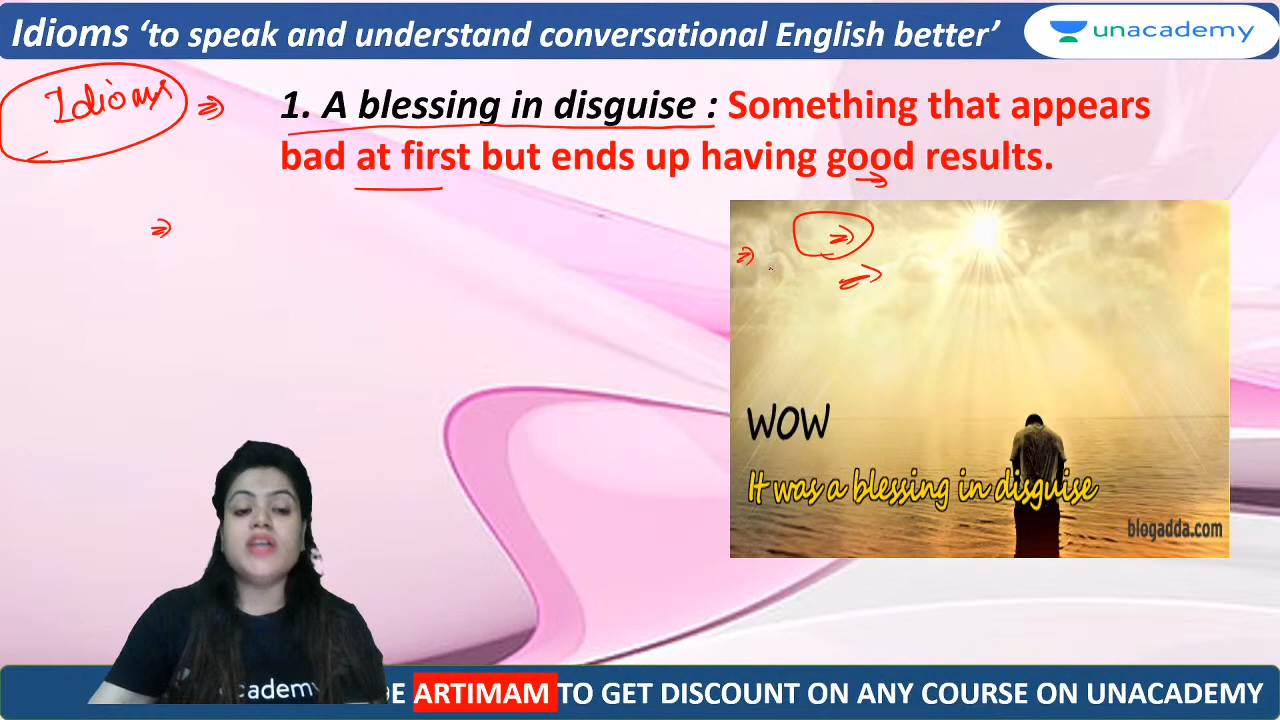 Idioms ‘to speak and understand conversational English better’
unacademy
Idioms
1. A blessing in disguise : Something that appears
bad at first but ends up having good results.
WOW
It was a blessing in disguise
blogadda.com
cademy
DE ARTIMAM TO GET DISCOUNT ON ANY COURSE ON UNACADEMY